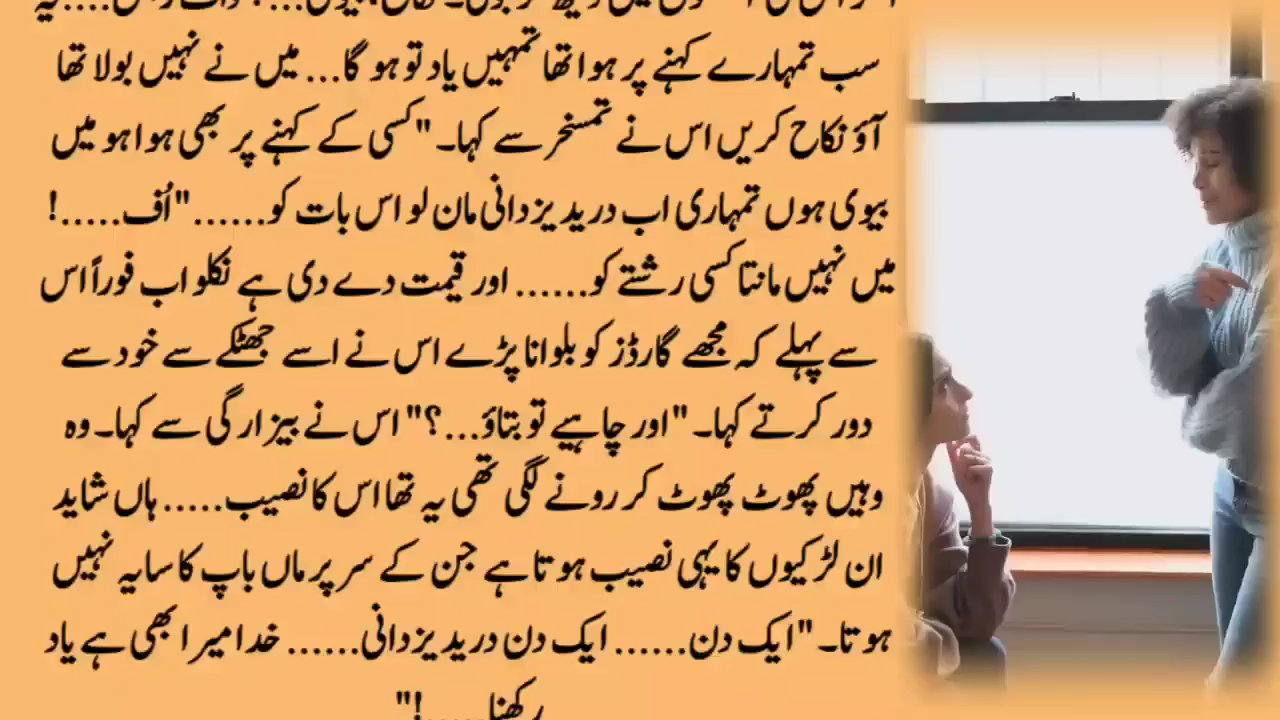 سب تمہارے کہنے پر ہوا تھا تمہیں یاد تو ہو گا... میں نے نہیں بولا تھا
آؤ نکاح کریں اس نے تمسخر سے کہا۔ "کسی کے کہنے پر بھی ہوا ہو میں
بیوی ہوں تمہاری اب درید یزدانی مان لو اس بات کو......" اُف.....!
میں نہیں مانتا کسی رشتے کو...... اور قیمت دے دی ہے نکلو اب فوراً اس
سے پہلے کہ مجھے گارڈز کو بلوانا پڑے اس نے اسے جھٹکے سے خود سے
دور کرتے کہا۔ "اور چاہیے تو بتاؤ...؟" اس نے بیزارگی سے کہا۔ وہ
وہیں پھوٹ پھوٹ کر رونے لگی تھی یہ تھا اس کا نصیب..... ہاں شاید
ان لڑکیوں کا یہی نصیب ہوتا ہے جن کے سر پر ماں باپ کا سایہ نہیں
ہوتا۔ "ایک دن...... ایک دن درید یزدانی...... خدا میرا بھی ہے یاد
رکھنا.....!"